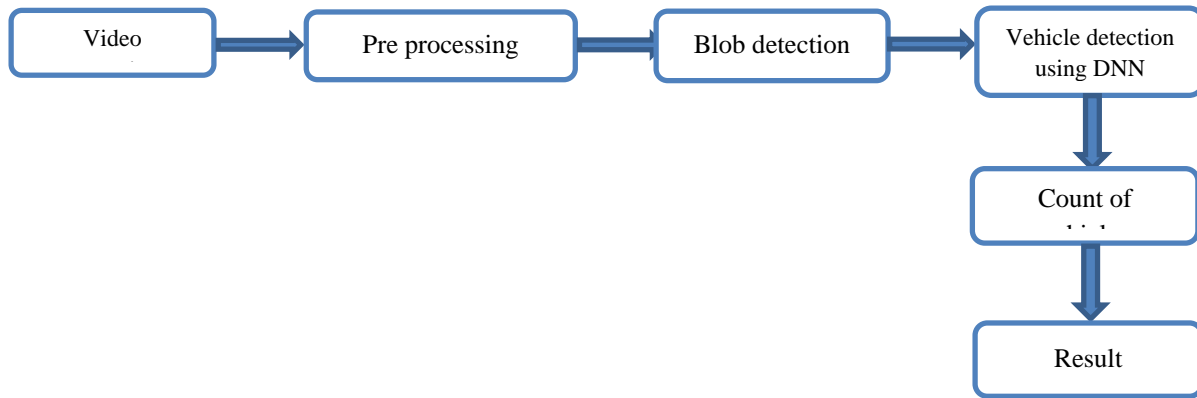 Video
Pre processing
Blob detection
Vehicle detection
using DNN
Count of
Result